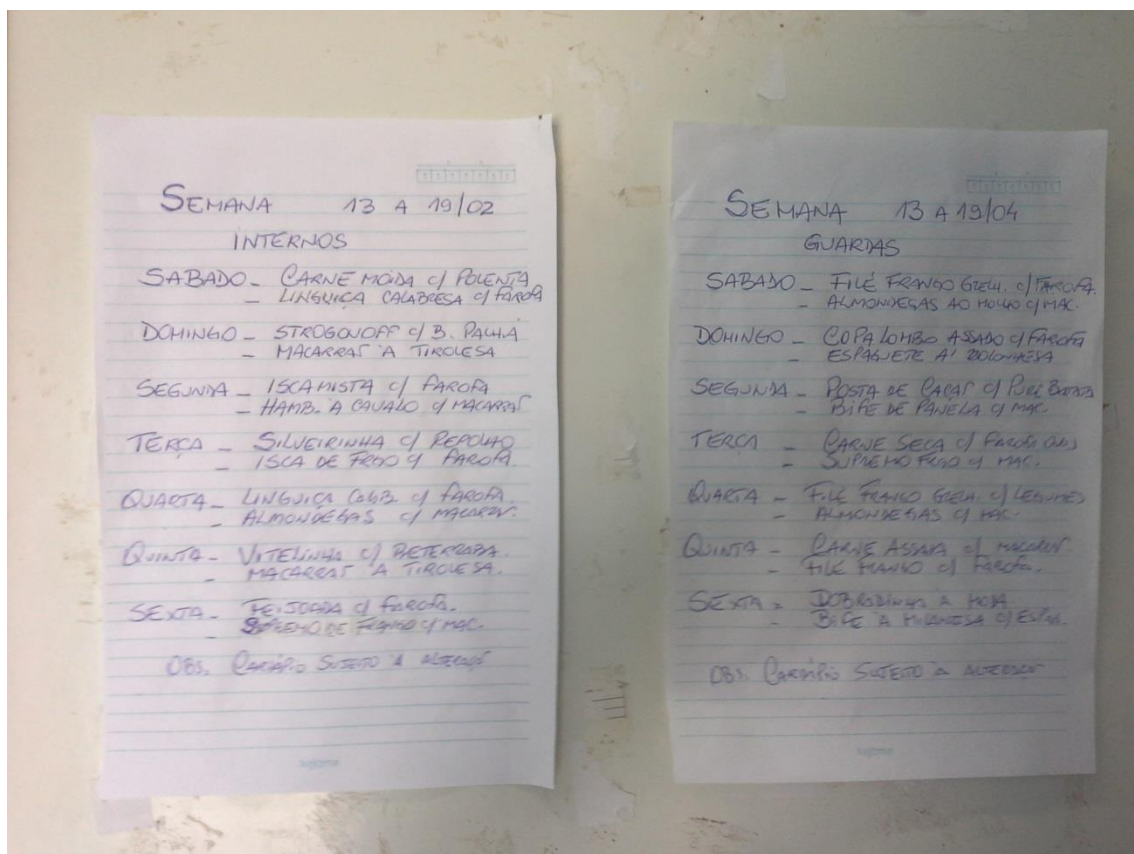 SEMANA 13 A 19/02
INTERNOS
SABADO - CARNE MOIDA C/ POLENTA
- LINGUIÇA CALABRESA C/ FAROFA
DOMINGO - STROGONOFF C/ B. PALHA
- MACARRÃO À TIROLESA
SEGUNDA - ISCA MISTA C/ FAROFA
- HAMB. A CAVALO C/ MACARRÃO
TERÇA - SILVEIRINHA C/ REPOLHO
- ISCA DE FRGO C/ FAROFA
QUARTA - LINGUIÇA CALAB. C/ FAROFA.
- ALMONDEGAS C/ MACARRÃO.
QUINTA - VITELINHA C/ BETERRABA.
- MACARRÃO À TIROLESA.
SEXTA - FEIJOADA C/ FAROFA.
- SUPREMO DE FRANGO C/ MAC.
OBS. CARDÁPIO SUJEITO À ALTERAÇÃO
SEMANA 13 A 19/04
GUARDAS
SABADO - FILÉ FRANGO GRELH. C/ FAROFA.
- ALMONDEGAS AO MOLHO C/ MAC.
DOMINGO - COPA LOMBO ASSADO C/ FAROFA
- ESPAGUETE A' BOLONHESA
SEGUNDA - POSTA DE CAÇÃO C/ PURÊ BATATA
- BIFE DE PANELA C/ MAC.
TERÇA - CARNE SECA C/ FAROFA
- SUPREMO FRGO C/ MAC.
QUARTA - FILÉ FRANGO GRELH. C/ LEGUMES
- ALMONDEGAS C/ MAC.
QUINTA - CARNE ASSADA C/ MACARRÃO
- FILÉ FRANGO C/ FAROFA.
SEXTA - DOBRADINHA A MODA
- BIFE A MILANESA C/ ESPAG.
OBS. CARDÁPIO SUJEITO À ALTERAÇÃO